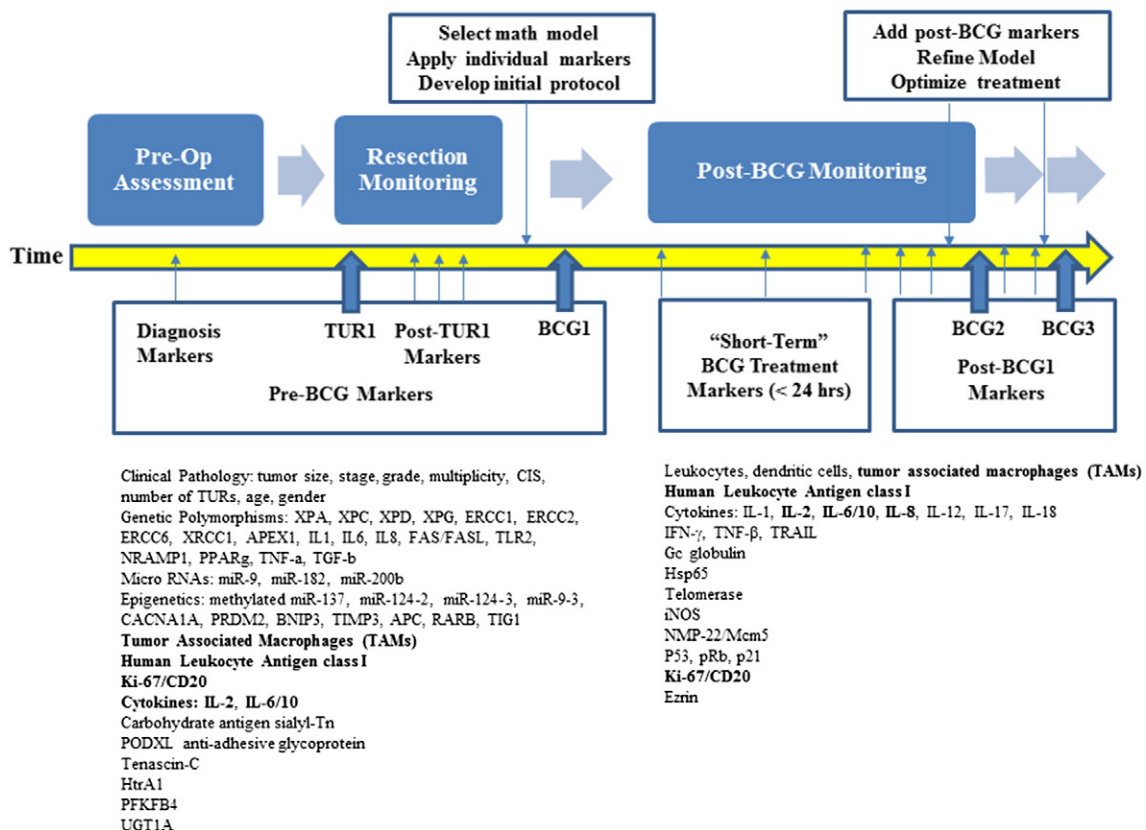 Select math model
Apply individual markers
Develop initial protocol
Add post-BCG markers
Refine Model
Optimize treatment
Pre-Op
Assessment
Resection
Monitoring
Post-BCG Monitoring
Time
Diagnosis
Markers
TUR1
Post-TUR1
Markers
BCG1
Pre-BCG Markers
“Short-Term”
BCG Treatment
Markers (< 24 hrs)
BCG2
BCG3
Post-BCG1
Markers
Clinical Pathology: tumor size, stage, grade, multiplicity, CIS,
number of TURs, age, gender
Genetic Polymorphisms: XPA, XPC, XPD, XPG, ERCC1, ERCC2,
ERCC6, XRCC1, APEX1, IL1, IL6, IL8, FAS/FASL, TLR2,
NRAMP1, PPARg, TNF-a, TGF-b
Micro RNAs: miR-9, miR-182, miR-200b
Epigenetics: methylated miR-137, miR-124-2, miR-124-3, miR-9-3,
CACNA1A, PRDM2, BNIP3, TIMP3, APC, RARB, TIG1
Tumor Associated Macrophages (TAMs)
Human Leukocyte Antigen class I
Ki-67/CD20
Cytokines: IL-2, IL-6/10
Carbohydrate antigen sialyl-Tn
PODXL anti-adhesive glycoprotein
Tenascin-C
HtrA1
PFKFB4
UGT1A
Leukocytes, dendritic cells, tumor associated macrophages (TAMs)
Human Leukocyte Antigen class I
Cytokines: IL-1, IL-2, IL-6/10, IL-8, IL-12, IL-17, IL-18
IFN-γ, TNF-β, TRAIL
Gc globulin
Hsp65
Telomerase
iNOS
NMP-22/Mcm5
P53, pRb, p21
Ki-67/CD20
Ezrin